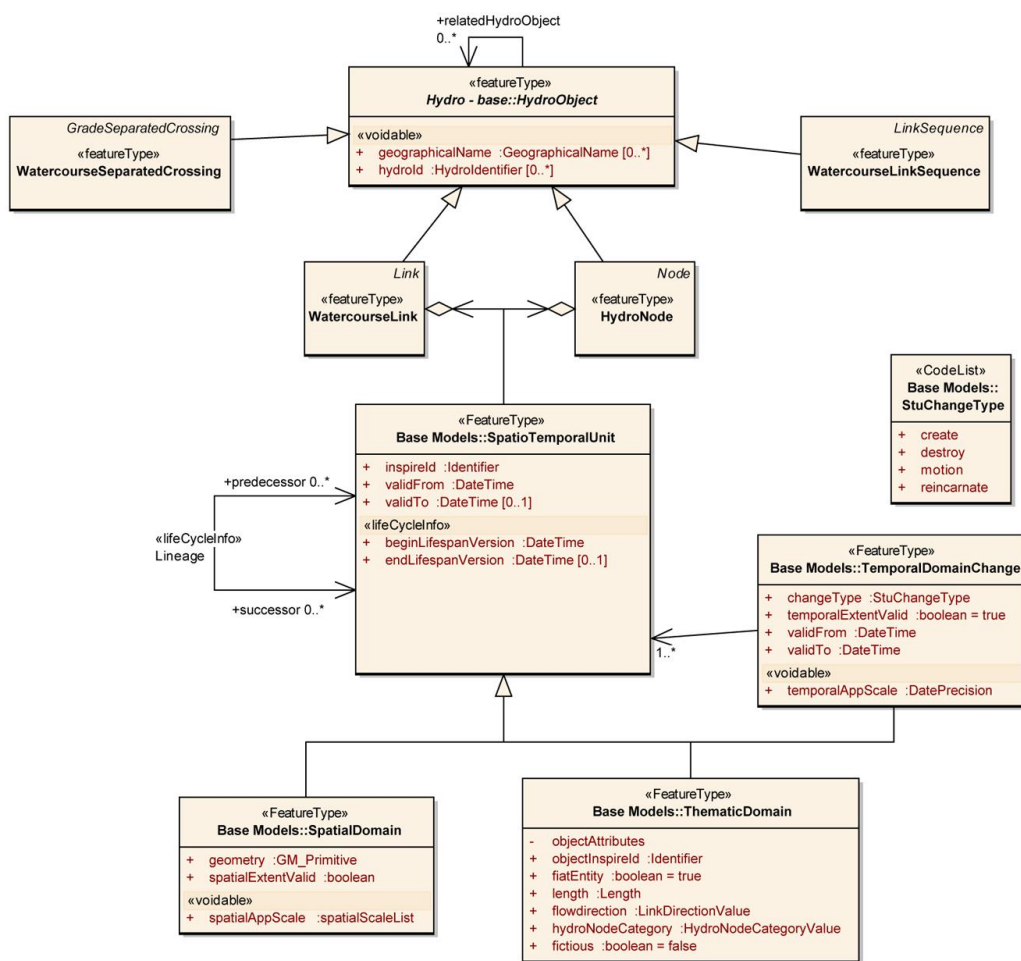 +relatedHydroObject
0..*
«featureType»
Hydro - base::HydroObject
«voidable»
+ geographicalName :GeographicalName [0..*]
+ hydroId :HydroIdentifier [0..*]
GradeSeparatedCrossing
«featureType»
WatercourseSeparatedCrossing
LinkSequence
«featureType»
WatercourseLinkSequence
Link
«featureType»
WatercourseLink
Node
«featureType»
HydroNode
«CodeList»
Base Models::
StuChangeType
+ create
+ destroy
+ motion
+ reincarnate
«FeatureType»
Base Models::SpatioTemporalUnit
+ inspireId :Identifier
+ validFrom :DateTime
+ validTo :DateTime [0..1]
«lifeCycleInfo»
+ beginLifespanVersion :DateTime
+ endLifespanVersion :DateTime [0..1]
+predecessor 0..*
«lifeCycleInfo»
Lineage
+successor 0..*
1..*
«FeatureType»
Base Models::TemporalDomainChange
+ changeType :StuChangeType
+ temporalExtentValid :boolean = true
+ validFrom :DateTime
+ validTo :DateTime
«voidable»
+ temporalAppScale :DatePrecision
«FeatureType»
Base Models::SpatialDomain
+ geometry :GM_Primitive
+ spatialExtentValid :boolean
«voidable»
+ spatialAppScale :spatialScaleList
«FeatureType»
Base Models::ThematicDomain
- objectAttributes
+ objectInspireId :Identifier
+ fiatEntity :boolean = true
+ length :Length
+ flowdirection :LinkDirectionValue
+ hydroNodeCategory :HydroNodeCategoryValue
+ fictious :boolean = false